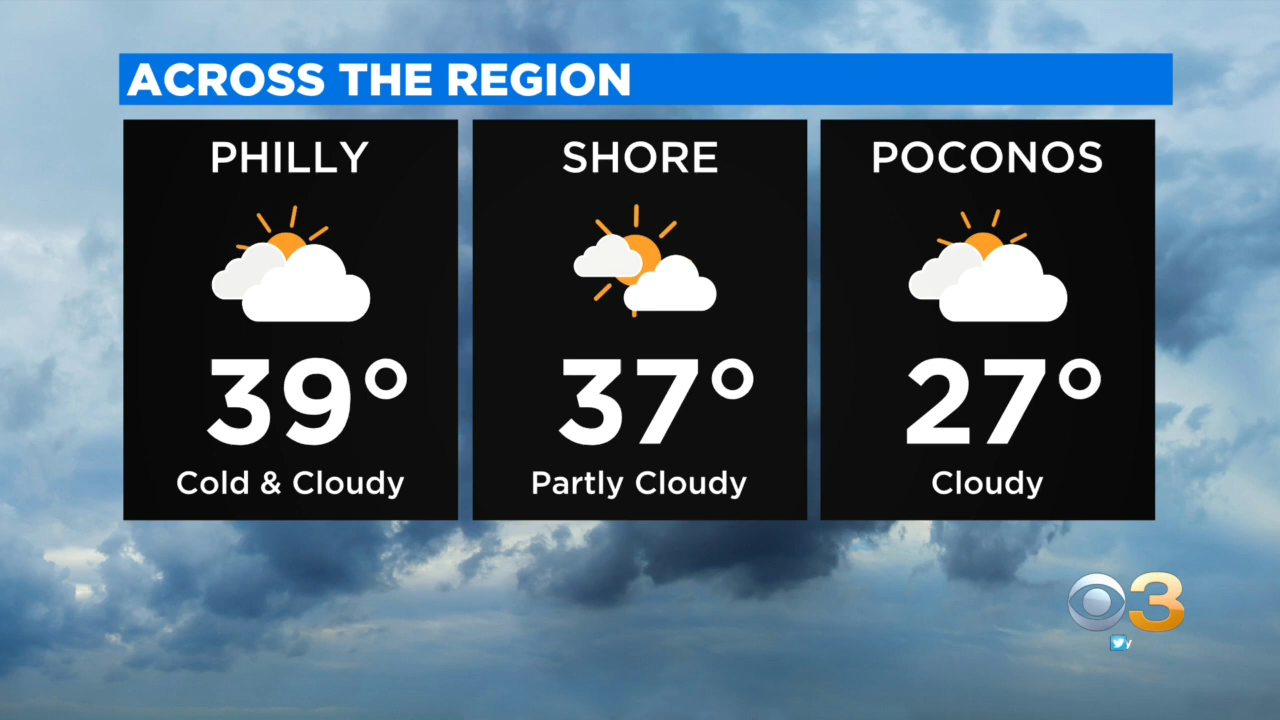 ACROSS THE REGION
PHILLY
39°
Cold & Cloudy
SHORE
37°
Partly Cloudy
POCONOS
27°
Cloudy
3